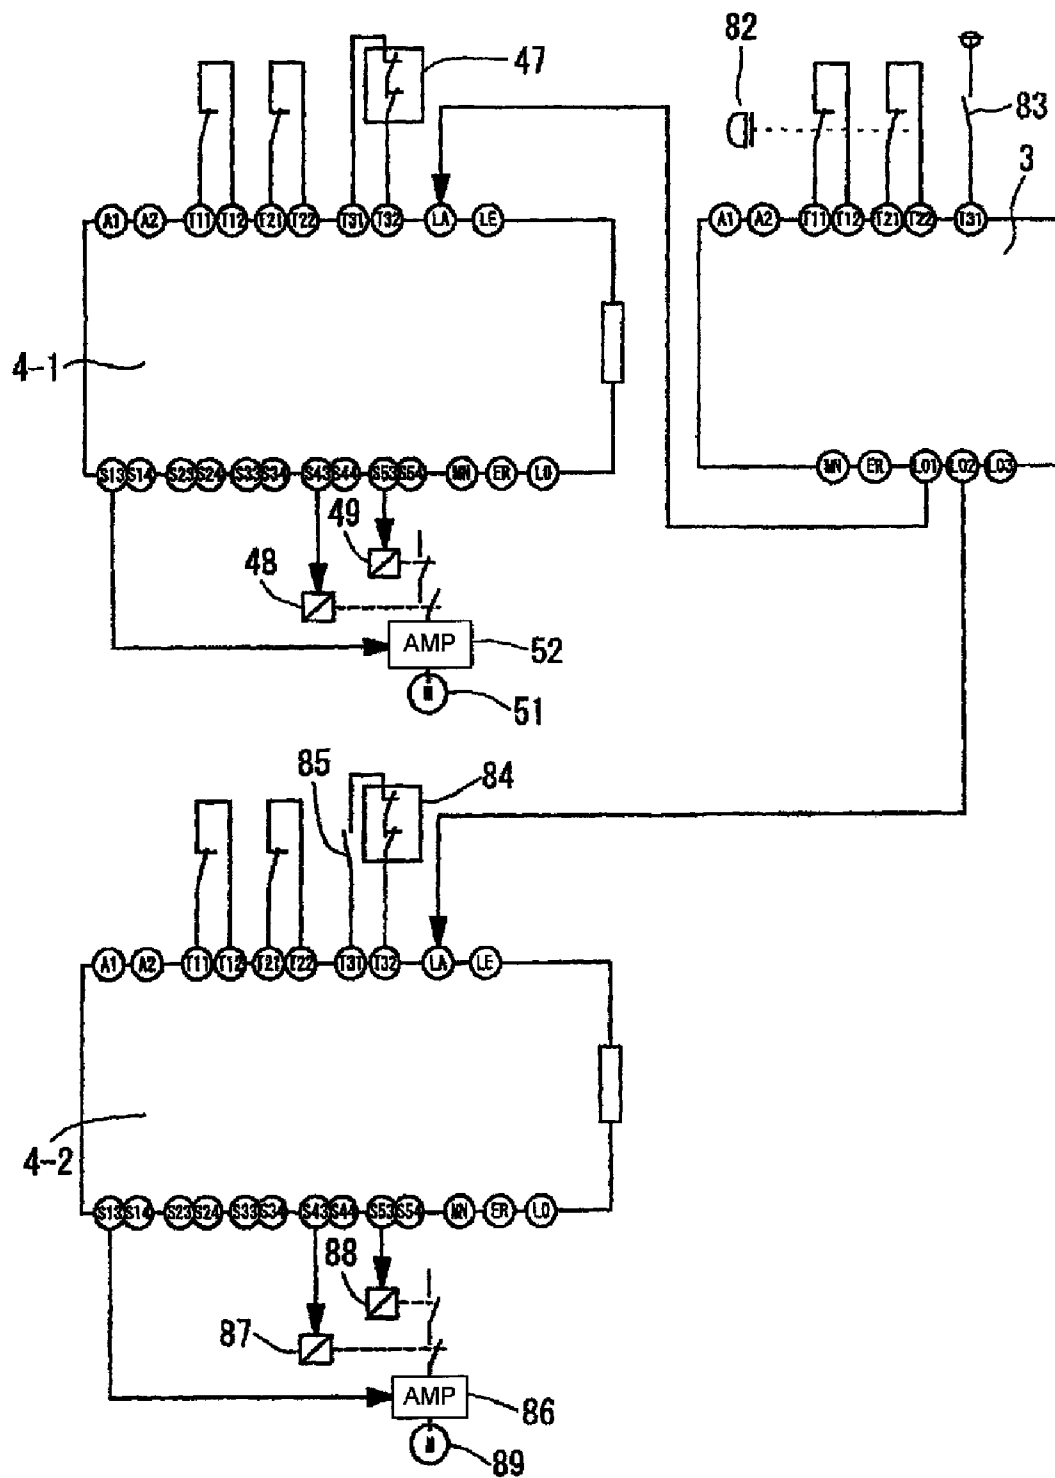 82
47
83
3
A1 A2 T11 T12 T21 T22 T31 T32 LA LE
A1 A2 T11 T12 T21 T22 T31
4-1
S13 S14 S23 S24 S33 S34 S43 S44 S53 S54 MN ER LO
MN ER LO1 LO2 LO3
49
48
AMP
52
M
51
85
84
A1 A2 T11 T12 T21 T22 T31 T32 LA LE
4-2
S13 S14 S23 S24 S33 S34 S43 S44 S53 S54 MN ER LO
88
87
AMP
86
M
89